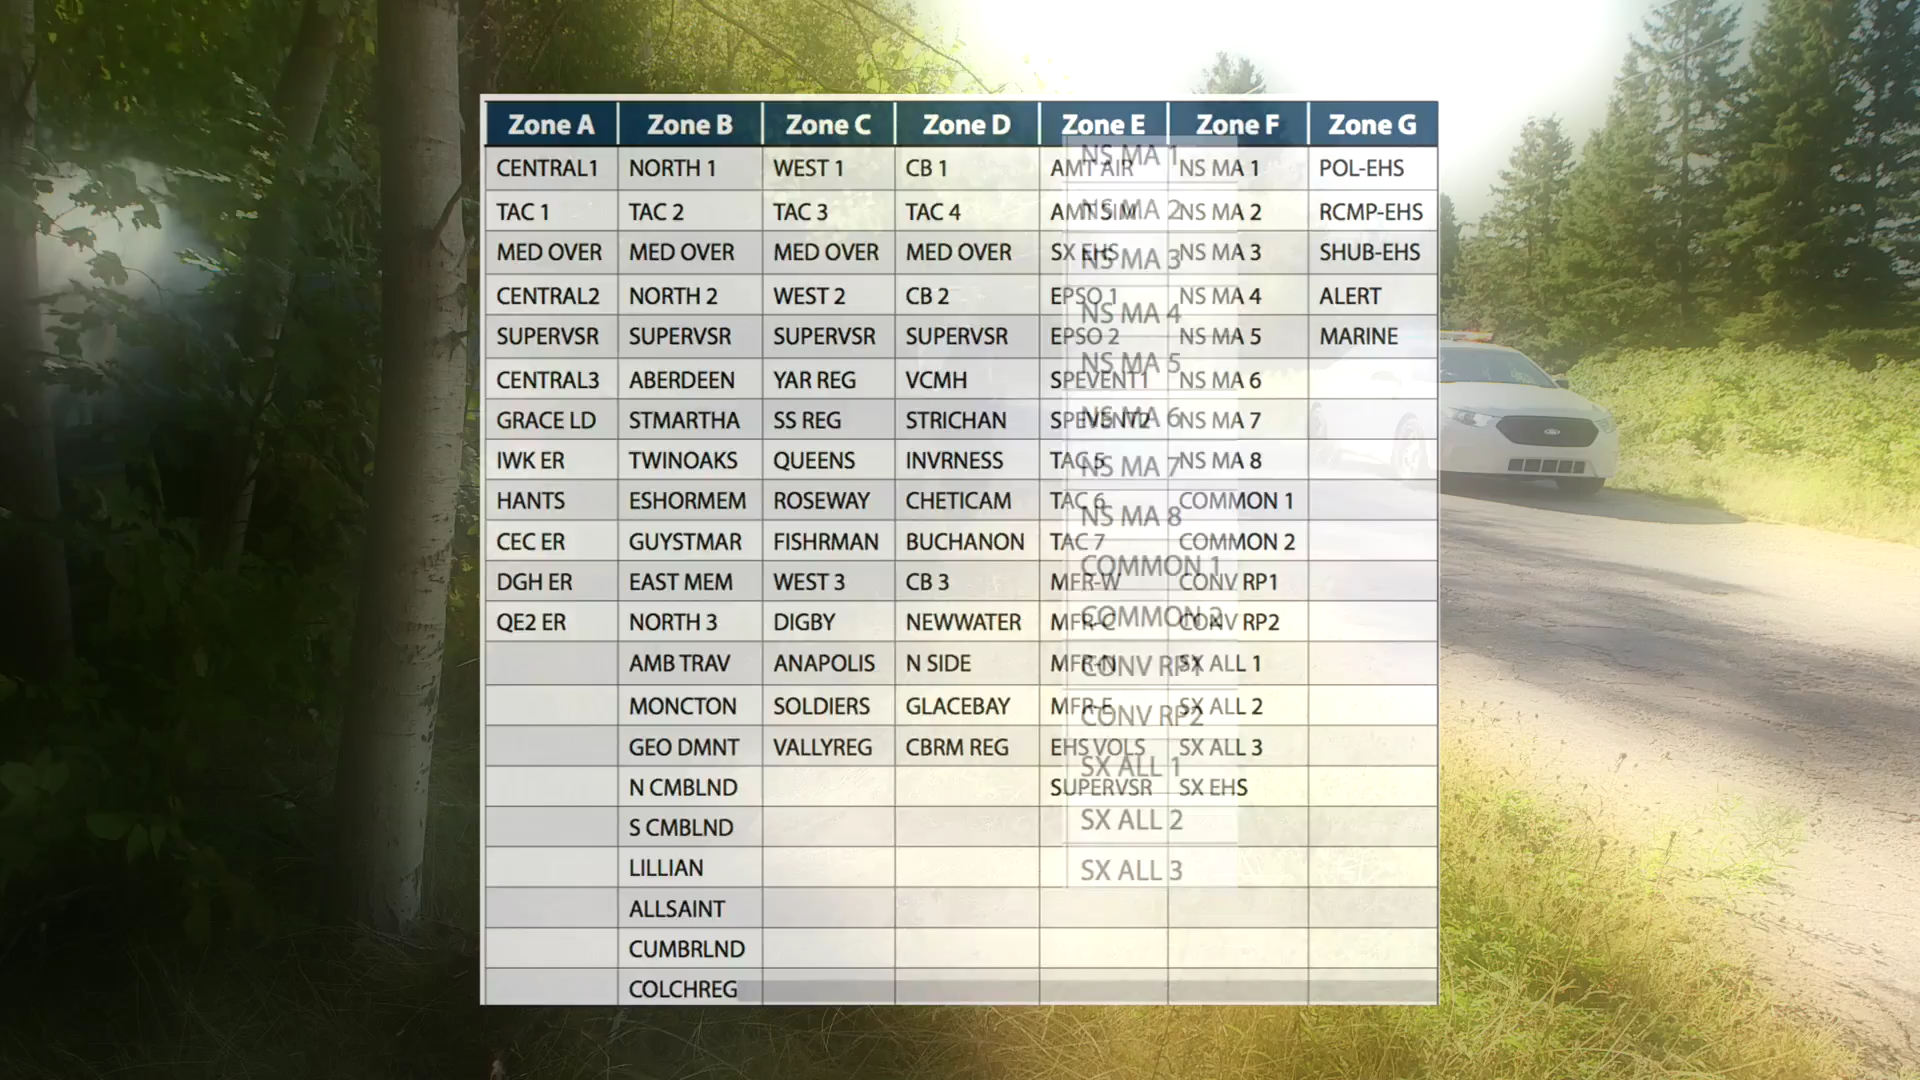 Zone A Zone B Zone C Zone D Zone E Zone F Zone G
CENTRAL1 NORTH 1 WEST 1 CB 1 AMT AIR NS MA 1 POL-EHS
TAC 1 TAC 2 TAC 3 TAC 4 AMT SIM NS MA 2 RCMP-EHS
MED OVER MED OVER MED OVER MED OVER SX EHS NS MA 3 SHUB-EHS
CENTRAL2 NORTH 2 WEST 2 CB 2 EPSO 1 NS MA 4 ALERT
SUPERVSR SUPERVSR SUPERVSR SUPERVSR EPSO 2 NS MA 5 MARINE
CENTRAL3 ABERDEEN YAR REG VCMH SPEVENT1 NS MA 6
GRACE LD STMARTHA SS REG STRICHAN SPEVENT2 NS MA 7
IWK ER TWINOAKS QUEENS INVRNESS TAC 5 NS MA 8
HANTS ESHORMEM ROSEWAY CHETICAM TAC 6 COMMON 1
CEC ER GUYSTMAR FISHRMAN BUCHANON TAC 7 COMMON 2
DGH ER EAST MEM WEST 3 CB 3 MFR-W CONV RP1
QE2 ER NORTH 3 DIGBY NEWWATER MFR-C CONV RP2
AMB TRAV ANAPOLIS N SIDE MFR-N SX ALL 1
MONCTON SOLDIERS GLACEBAY MFR-E SX ALL 2
GEO DMNT VALLYREG CBRM REG EHS VOLS SX ALL 3
N CMBLND SUPERVSR SX EHS
S CMBLND
LILLIAN
ALLSAINT
CUMBRLND
COLCHREG
NS MA 1
NS MA 2
NS MA 3
NS MA 4
NS MA 5
NS MA 6
NS MA 7
NS MA 8
COMMON 1
COMMON 2
CONV RP1
CONV RP2
SX ALL 1
SX ALL 2
SX ALL 3